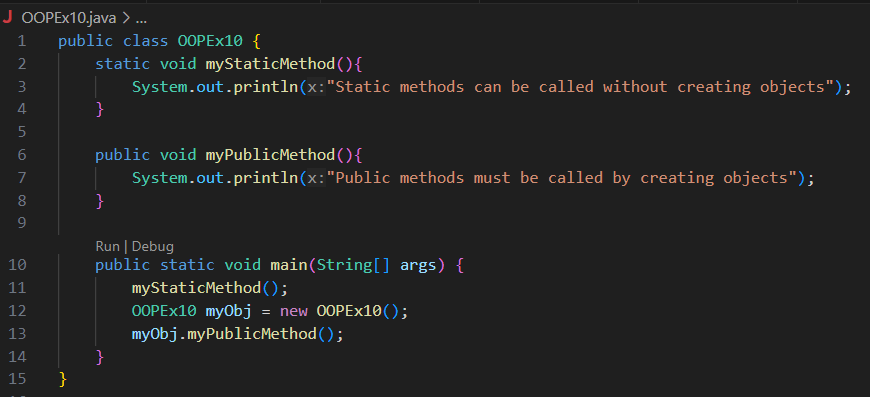 J OOPEx10.java > ...
1 public class OOPEx10 {
2 static void myStaticMethod(){
3 System.out.println(x:"Static methods can be called without creating objects");
4 }
5
6 public void myPublicMethod(){
7 System.out.println(x:"Public methods must be called by creating objects");
8 }
9
Run | Debug
10 public static void main(String[] args) {
11 myStaticMethod();
12 OOPEx10 myObj = new OOPEx10();
13 myObj.myPublicMethod();
14 }
15 }